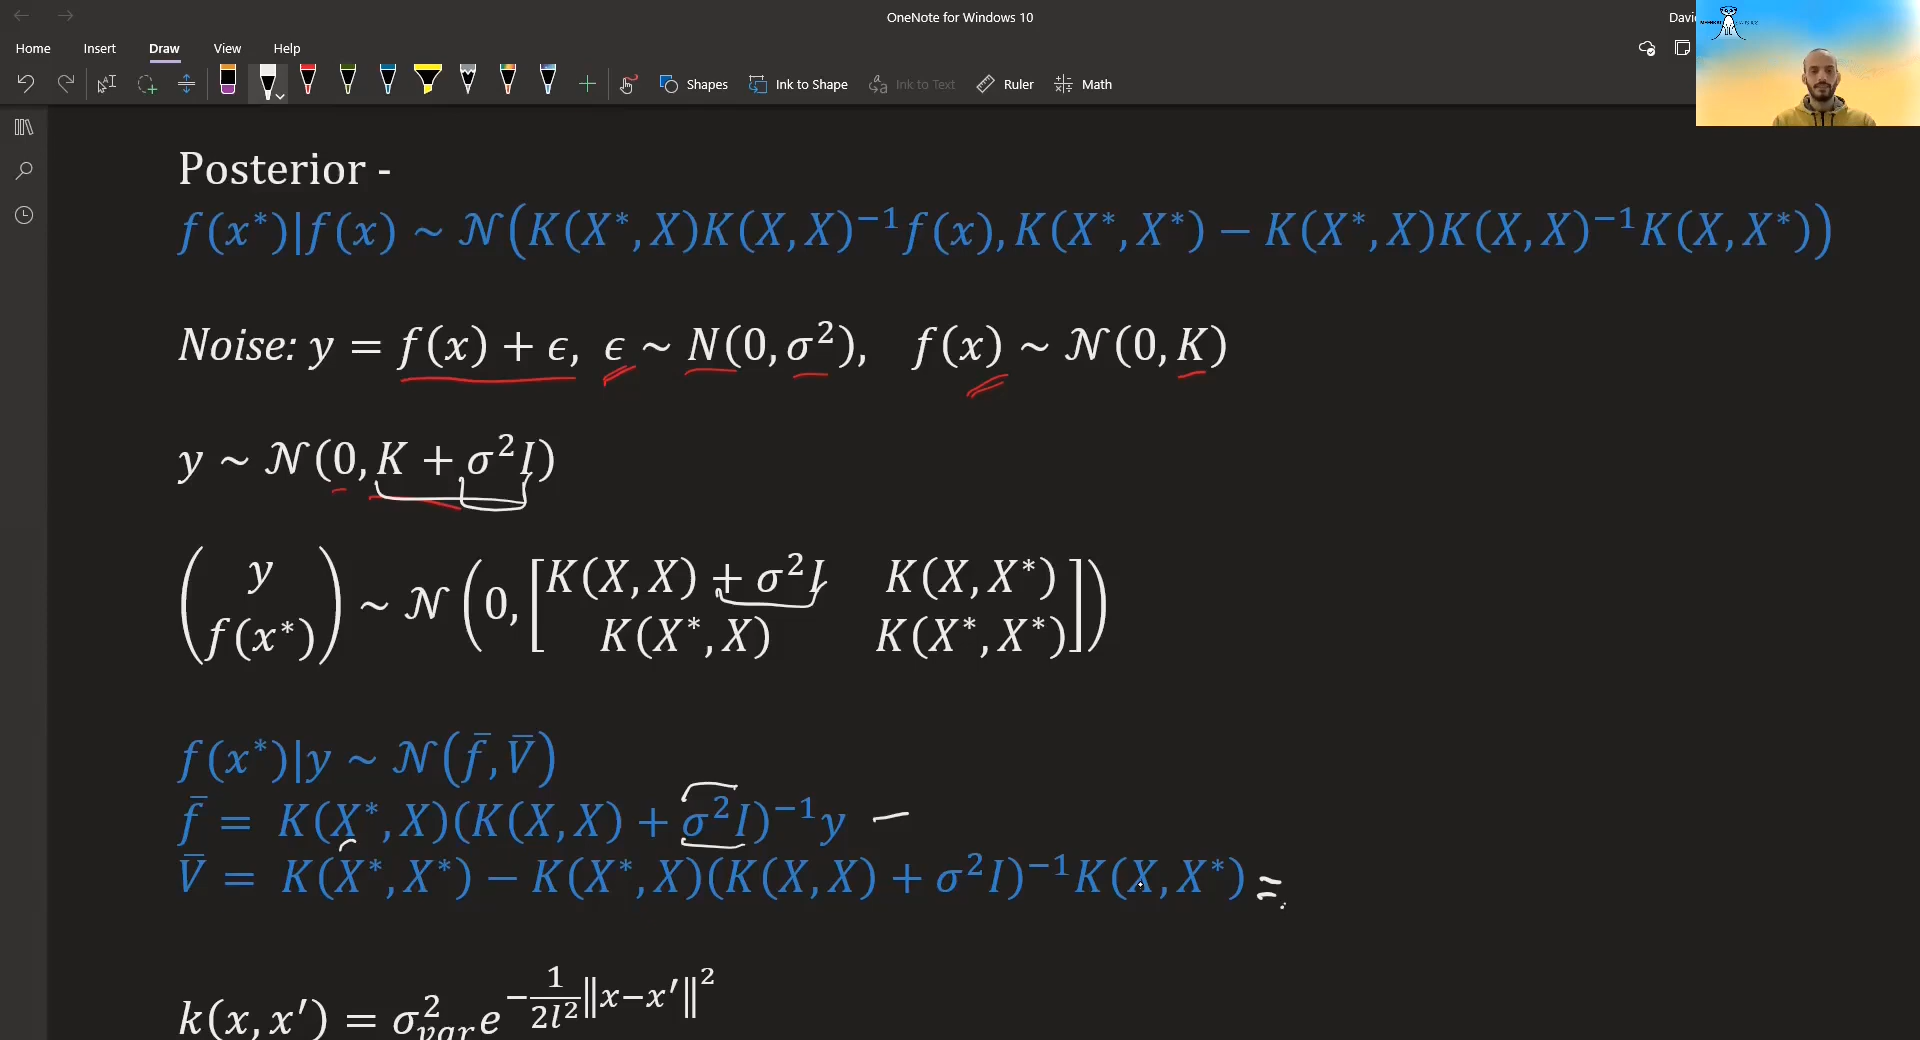 OneNote for Windows 10
Home Insert Draw View Help
Shapes Ink to Shape Ink to Text Ruler Math
Posterior -
f(x*)|f(x) ~ 𝒩(K(X*, X)K(X, X)⁻¹f(x), K(X*, X*) − K(X*, X)K(X, X)⁻¹K(X, X*))
Noise: y = f(x) + ϵ, ϵ ~ N(0, σ²), f(x) ~ 𝒩(0, K)
y ~ 𝒩(0, K + σ²I)
(y f(x*)) ~ 𝒩(0, [K(X, X) + σ²I K(X, X*) K(X*, X) K(X*, X*)])
f(x*)|y ~ 𝒩(f̄, V̄)
f̄ = K(X*, X)(K(X, X) + σ²I)⁻¹y
V̄ = K(X*, X*) − K(X*, X)(K(X, X) + σ²I)⁻¹K(X, X*)
k(x, x′) = σ²_var e^(−1/(2l²)‖x−x′‖²)